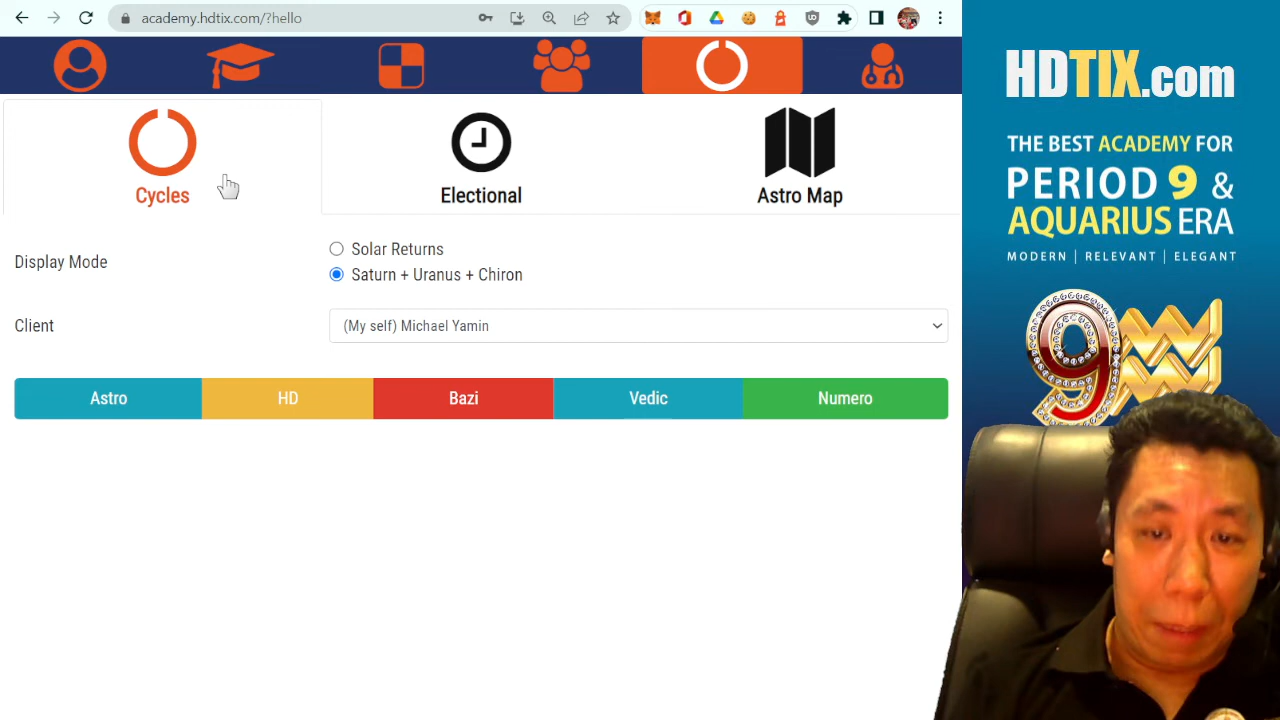 academy.hdtix.com/?hello
Cycles
Electional
Astro Map
Display Mode
Solar Returns
Saturn + Uranus + Chiron
Client
(My self) Michael Yamin
Astro
HD
Bazi
Vedic
Numero
HDTIX.com
THE BEST ACADEMY FOR
PERIOD 9 &
AQUARIUS ERA
MODERN | RELEVANT | ELEGANT
9